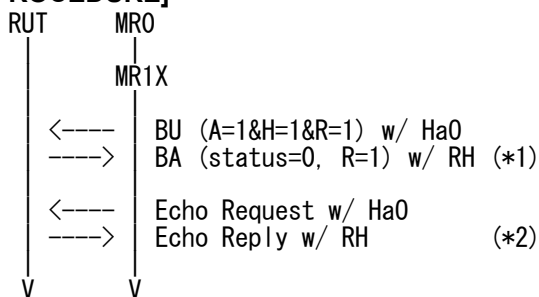 ROCEDURE]
RUT MR0
MR1X
<---- BU (A=1&H=1&R=1) w/ HaO
----> BA (status=0, R=1) w/ RH (*1)
<---- Echo Request w/ HaO
----> Echo Reply w/ RH (*2)
V V